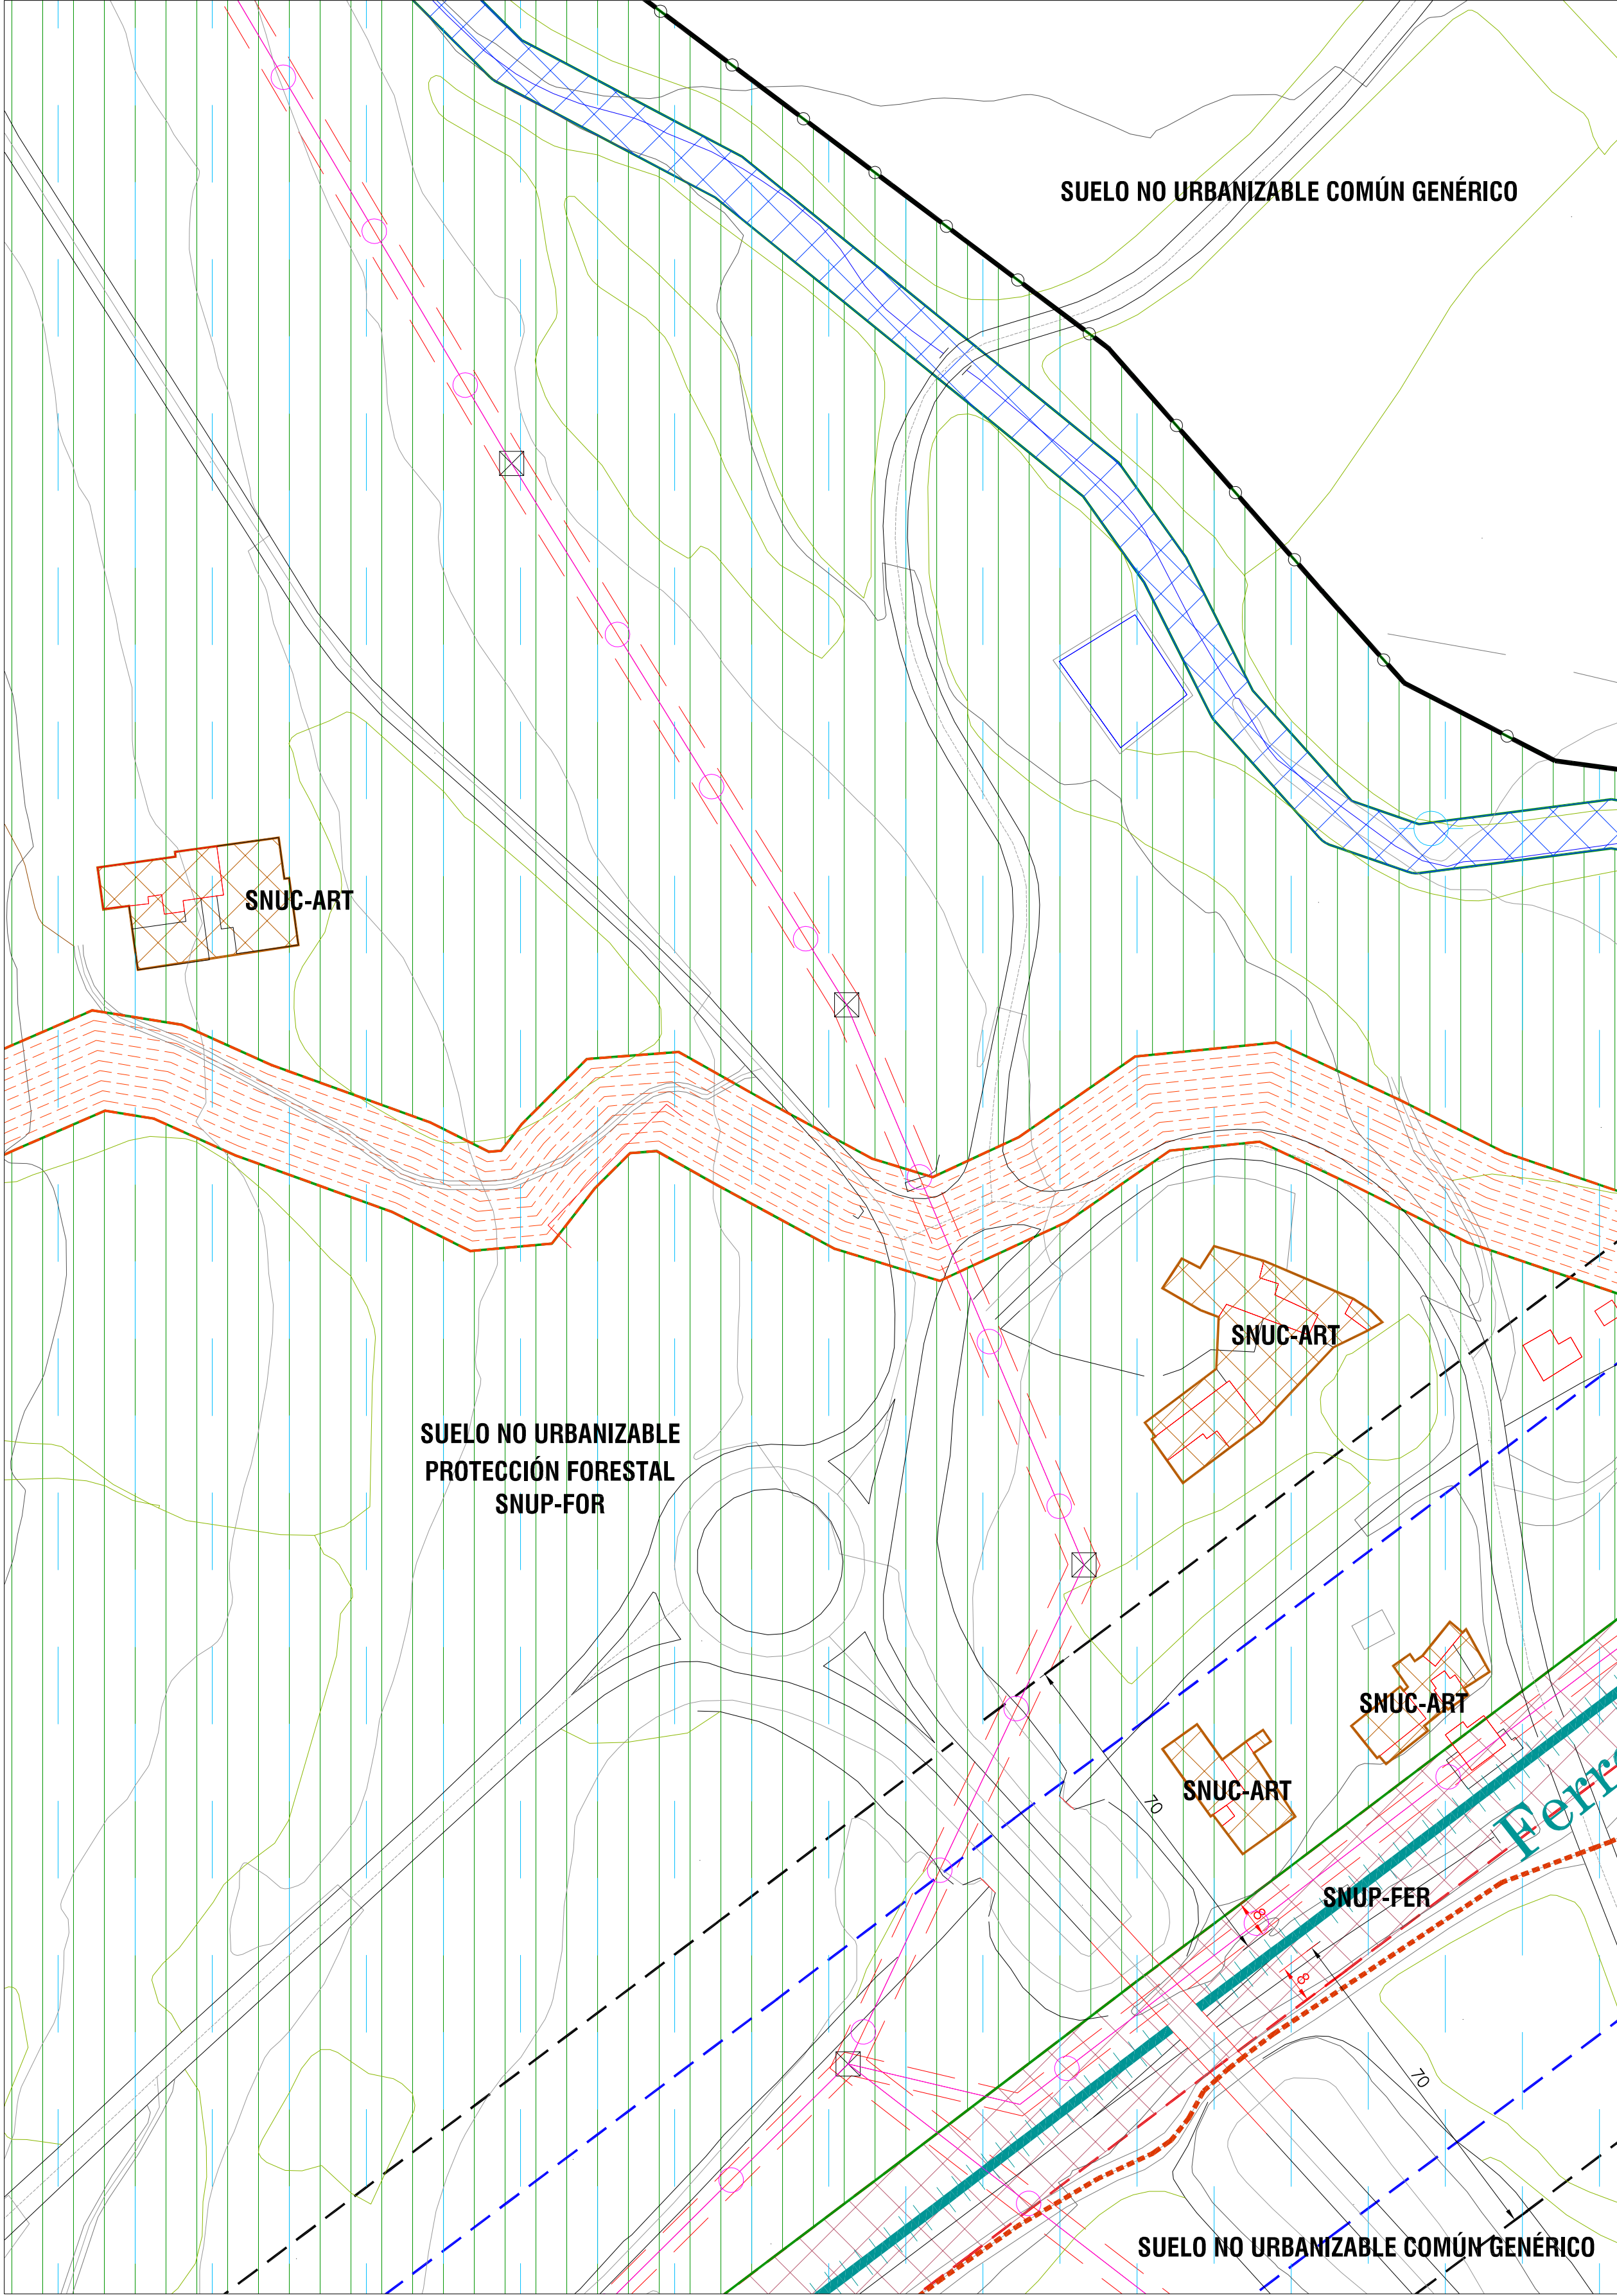 SUELO NO URBANIZABLE COMÚN GENÉRICO
SNUC-ART
SNUC-ART
SUELO NO URBANIZABLE
PROTECCIÓN FORESTAL
SNUP-FOR
SNUC-ART
SNUC-ART
70
Ferr
SNUP-FER
8
8
70
SUELO NO URBANIZABLE COMÚN GENÉRICO